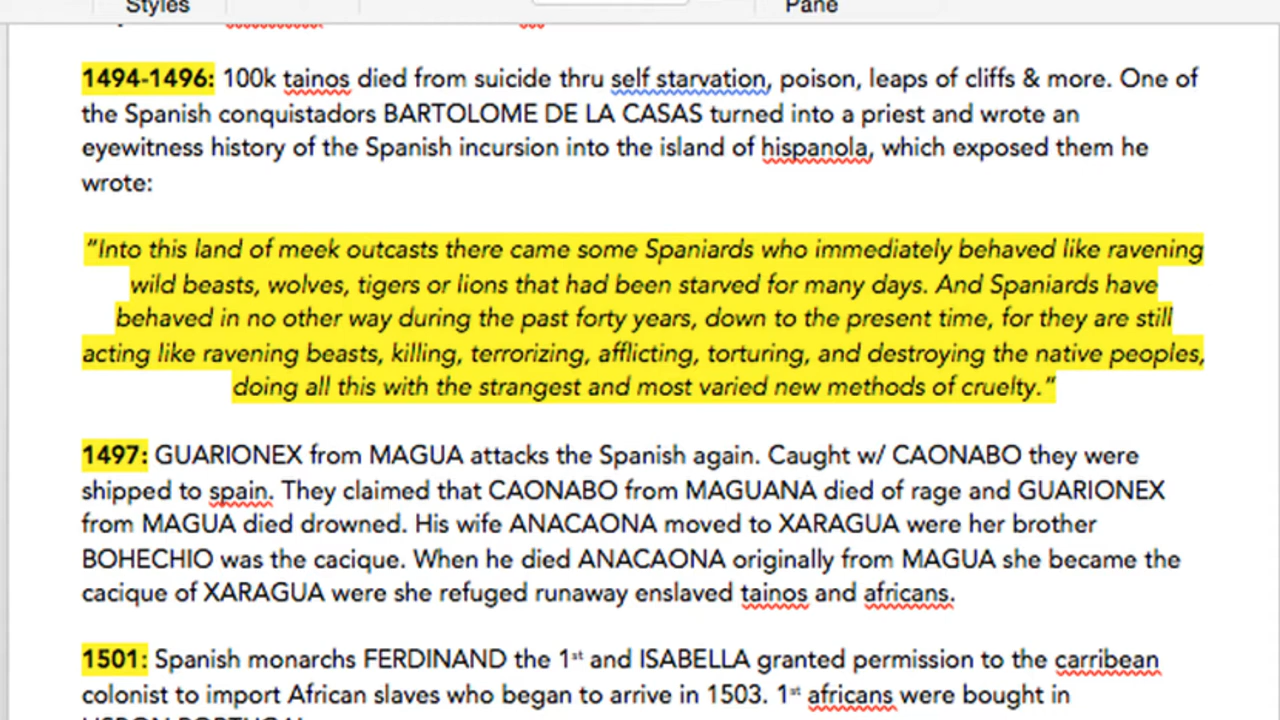 Styles Pane
1494-1496: 100k tainos died from suicide thru self starvation, poison, leaps of cliffs & more. One of
the Spanish conquistadors BARTOLOME DE LA CASAS turned into a priest and wrote an
eyewitness history of the Spanish incursion into the island of hispanola, which exposed them he
wrote:
“Into this land of meek outcasts there came some Spaniards who immediately behaved like ravening
wild beasts, wolves, tigers or lions that had been starved for many days. And Spaniards have
behaved in no other way during the past forty years, down to the present time, for they are still
acting like ravening beasts, killing, terrorizing, afflicting, torturing, and destroying the native peoples,
doing all this with the strangest and most varied new methods of cruelty.”
1497: GUARIONEX from MAGUA attacks the Spanish again. Caught w/ CAONABO they were
shipped to spain. They claimed that CAONABO from MAGUANA died of rage and GUARIONEX
from MAGUA died drowned. His wife ANACAONA moved to XARAGUA were her brother
BOHECHIO was the cacique. When he died ANACAONA originally from MAGUA she became the
cacique of XARAGUA were she refuged runaway enslaved tainos and africans.
1501: Spanish monarchs FERDINAND the 1st and ISABELLA granted permission to the carribean
colonist to import African slaves who began to arrive in 1503. 1st africans were bought in